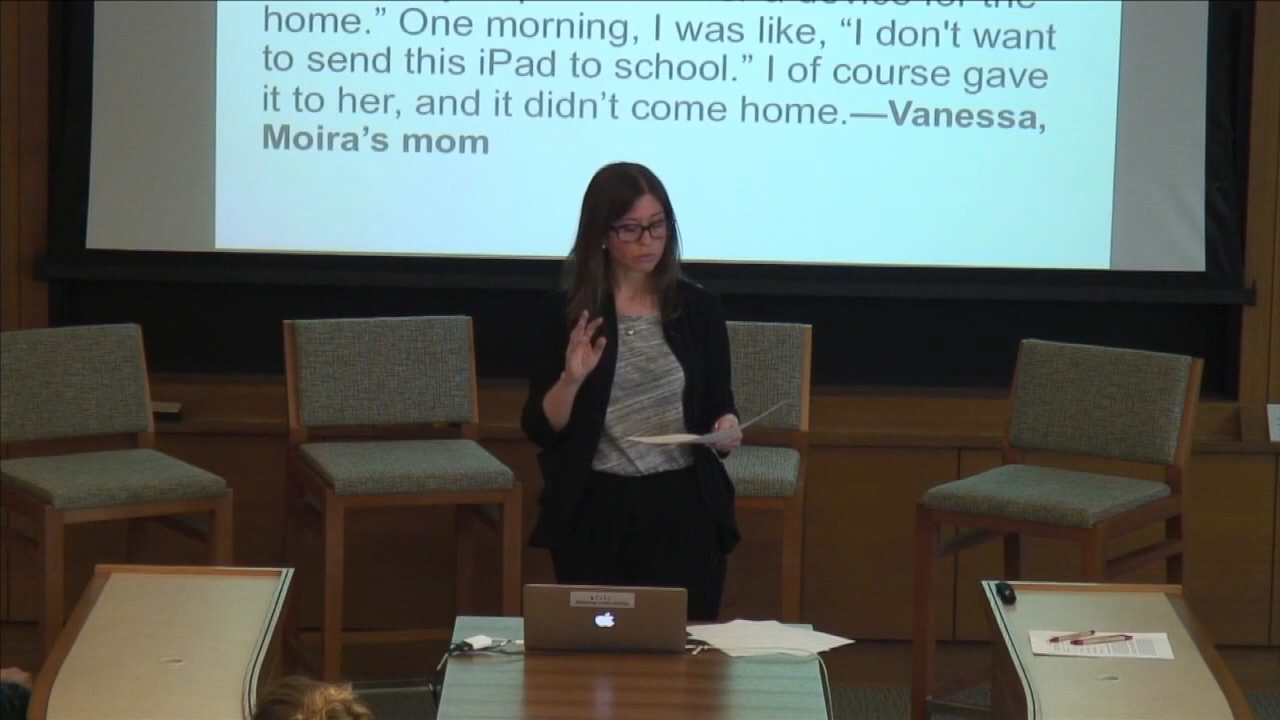 home.” One morning, I was like, “I don't want
to send this iPad to school.” I of course gave
it to her, and it didn’t come home.—Vanessa,
Moira’s mom